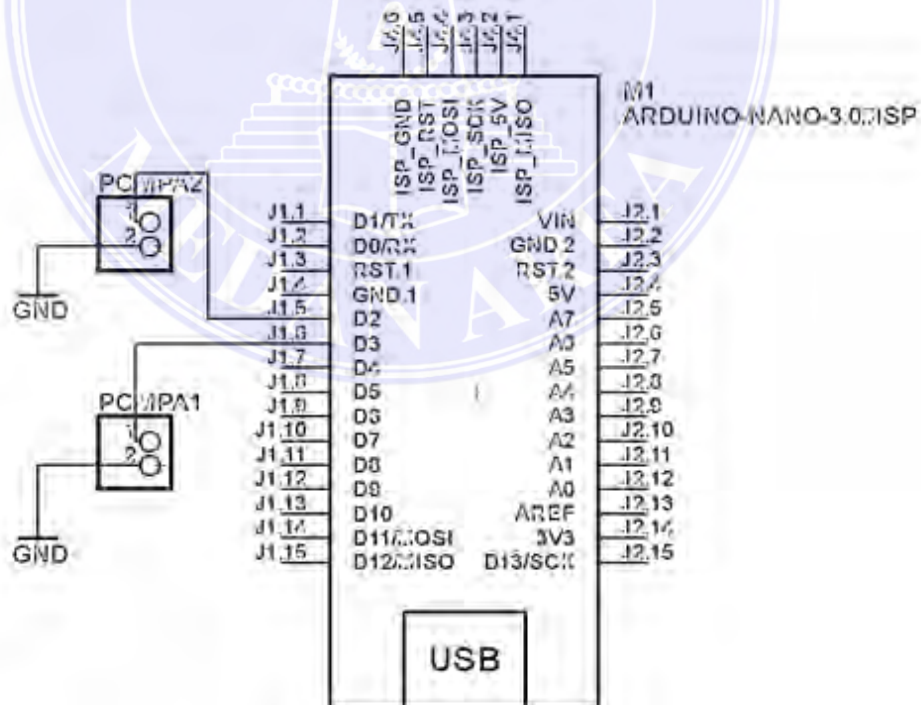 J4.6 J4.5 J4.4 J4.3 J4.2 J4.1
M1
ARDUINO-NANO-3.0/ISP
ISP_GND ISP_RST ISP_MOSI ISP_SCK ISP_5V ISP_MISO
1
2
GND
1
2
GND
J1.1 D1/TX VIN J2.1
J1.2 D0/RX GND.2 J2.2
J1.3 RST.1 RST.2 J2.3
J1.4 GND.1 5V J2.4
J1.5 D2 A7 J2.5
J1.6 D3 A6 J2.6
J1.7 D4 A5 J2.7
J1.8 D5 A4 J2.8
J1.9 D6 A3 J2.9
J1.10 D7 A2 J2.10
J1.11 D8 A1 J2.11
J1.12 D9 A0 J2.12
J1.13 D10 AREF J2.13
J1.14 D11/MOSI 3V3 J2.14
J1.15 D12/MISO D13/SCK J2.15
USB